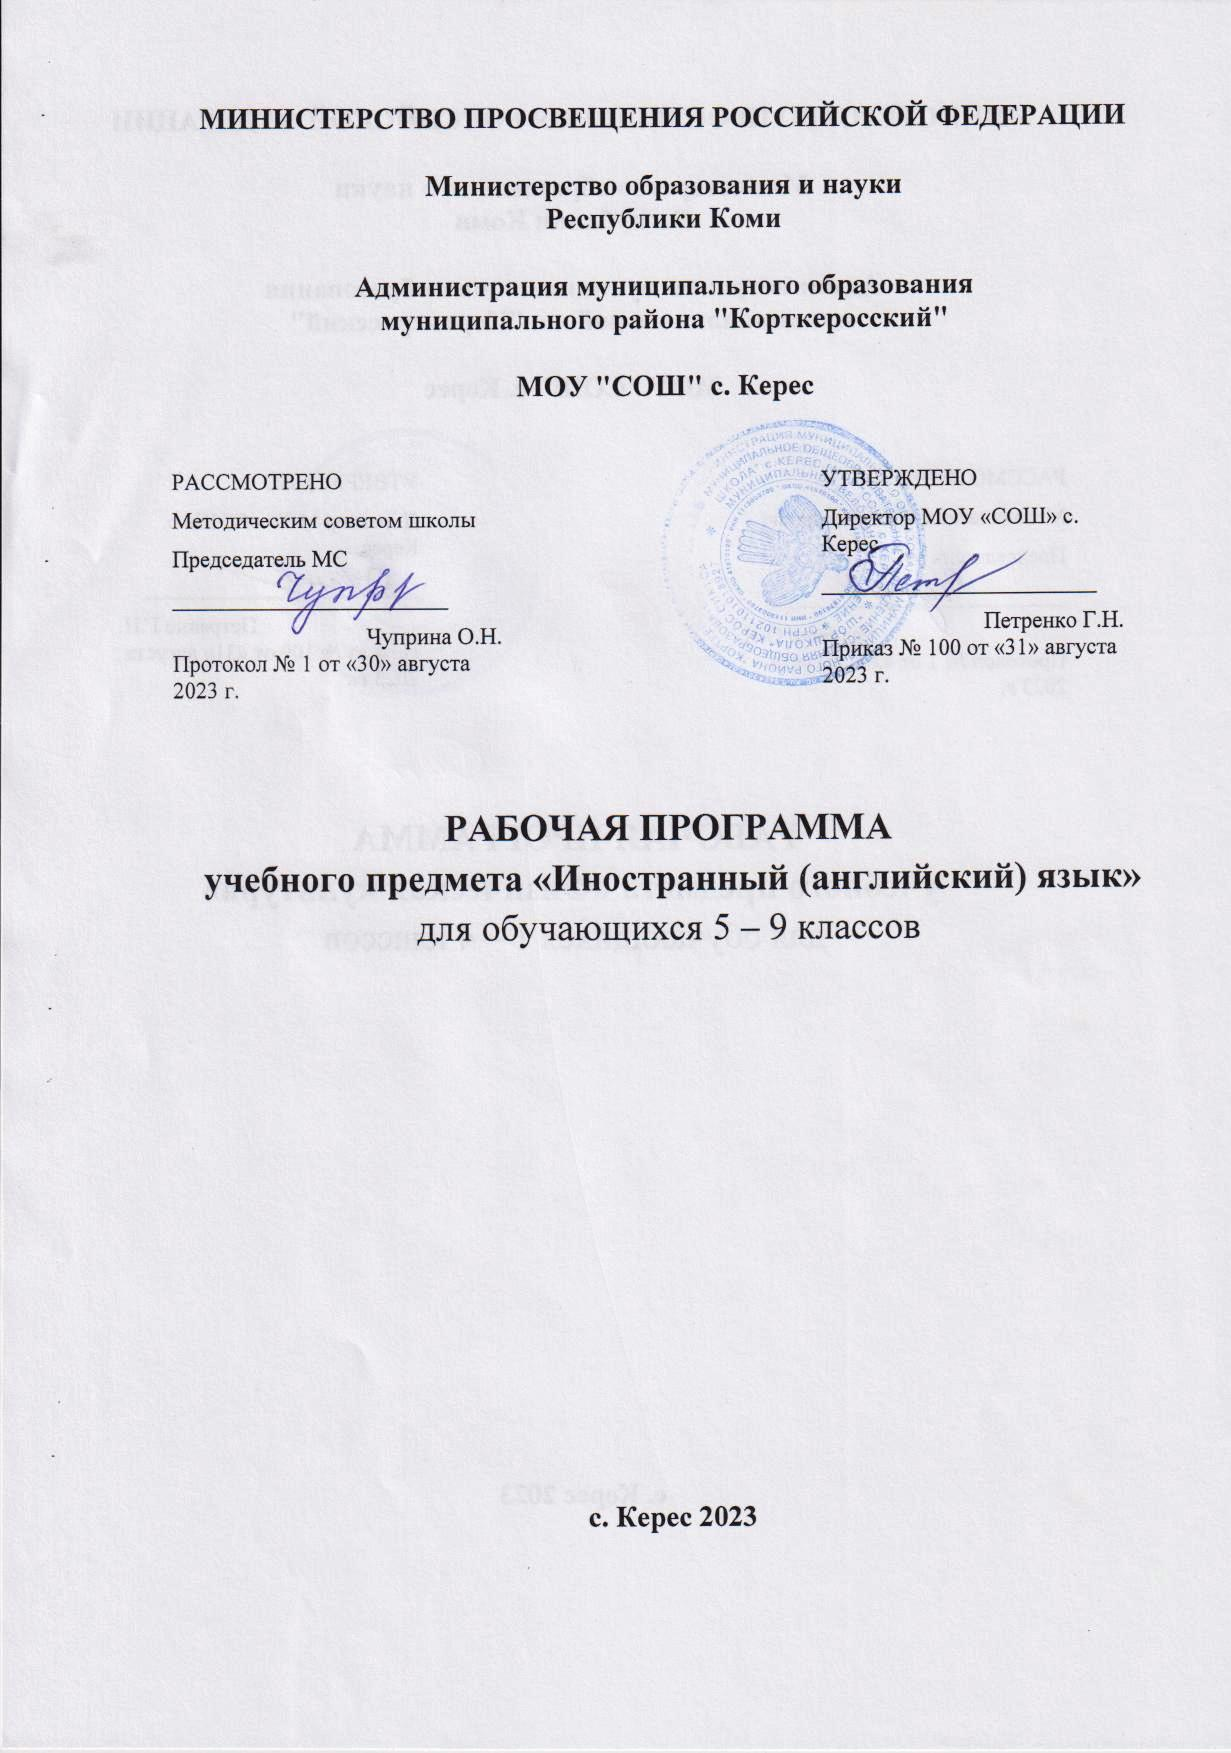 МИНИСТЕРСТВО ПРОСВЕЩЕНИЯ РОССИЙСКОЙ ФЕДЕРАЦИИ
Министерство образования и науки
Республики Коми
Администрация муниципального образования
муниципального района "Корткеросский"
МОУ "СОШ" с. Керес
РАССМОТРЕНО
Методическим советом школы
Председатель МС
Чуприна О.Н.
Протокол № 1 от «30» августа
2023 г.
УТВЕРЖДЕНО
Директор МОУ «СОШ» с.
Керес
Петренко Г.Н.
Приказ № 100 от «31» августа
2023 г.
РАБОЧАЯ ПРОГРАММА
учебного предмета «Иностранный (английский) язык»
для обучающихся 5 – 9 классов
с. Керес 2023